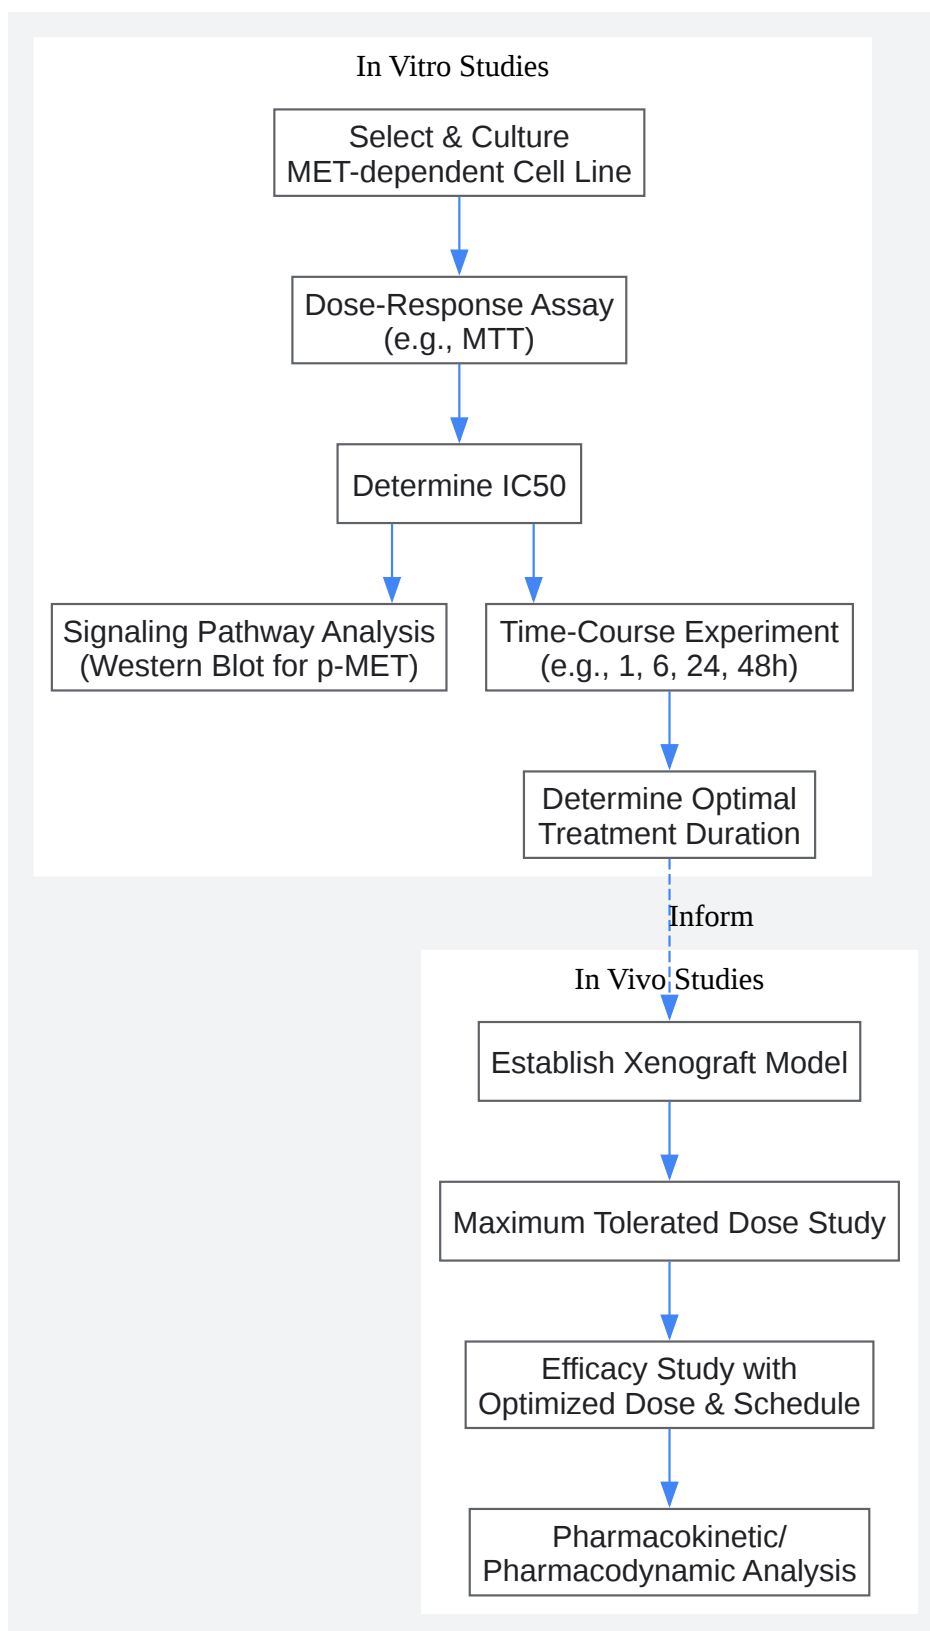 In Vitro Studies
Select & Culture
MET-dependent Cell Line
Dose-Response Assay
(e.g., MTT)
Determine IC50
Signaling Pathway Analysis
(Western Blot for p-MET)
Time-Course Experiment
(e.g., 1, 6, 24, 48h)
Determine Optimal
Treatment Duration
Inform
In Vivo Studies
Establish Xenograft Model
Maximum Tolerated Dose Study
Efficacy Study with
Optimized Dose & Schedule
Pharmacokinetic/
Pharmacodynamic Analysis